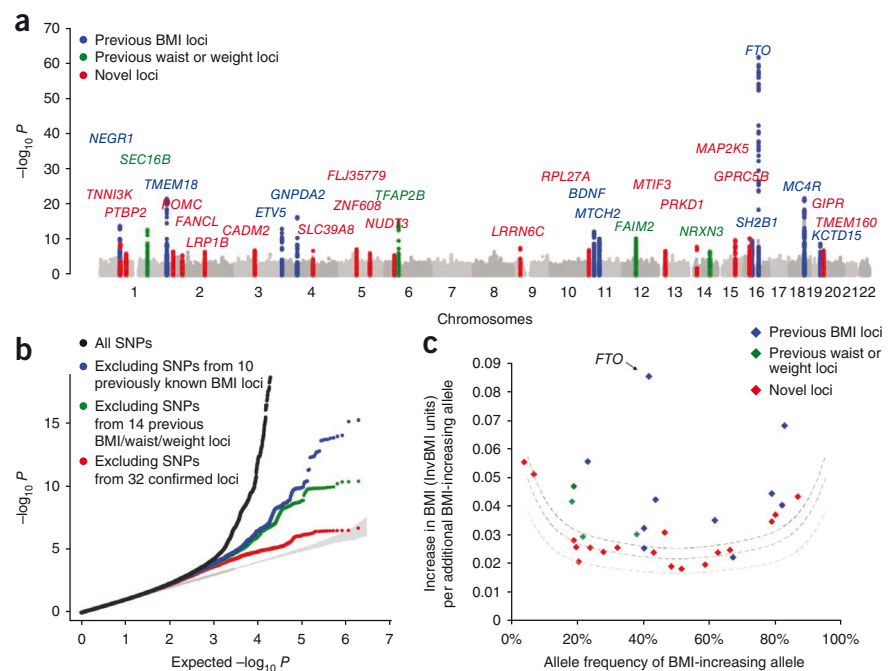 a
70
60
50
40
30
20
10
0
–log10 P
Previous BMI loci
Previous waist or weight loci
Novel loci
FTO
NEGR1
SEC16B
TNNI3K
PTBP2
TMEM18
POMC
FANCL
LRP1B
CADM2
ETV5
GNPDA2
SLC39A8
FLJ35779
ZNF608
TFAP2B
NUDT3
LRRN6C
RPL27A
BDNF
MTCH2
MTIF3
FAIM2
PRKD1
NRXN3
MAP2K5
GPRC5B
SH2B1
MC4R
GIPR
TMEM160
KCTD15
1 2 3 4 5 6 7 8 9 10 11 12 13 14 15 16 17 18 19 20 21 22
Chromosomes
b
All SNPs
Excluding SNPs from 10
previously known BMI loci
Excluding SNPs
from 14 previous
BMI/waist/weight loci
Excluding SNPs
from 32 confirmed loci
15
10
5
0
–log10 P
0 1 2 3 4 5 6 7
Expected –log10 P
c
Previous BMI loci
Previous waist or
weight loci
Novel loci
FTO
0.09
0.08
0.07
0.06
0.05
0.04
0.03
0.02
0.01
0
Increase in BMI (InvBMI units)
per additional BMI-increasing allele
0% 20% 40% 60% 80% 100%
Allele frequency of BMI-increasing allele